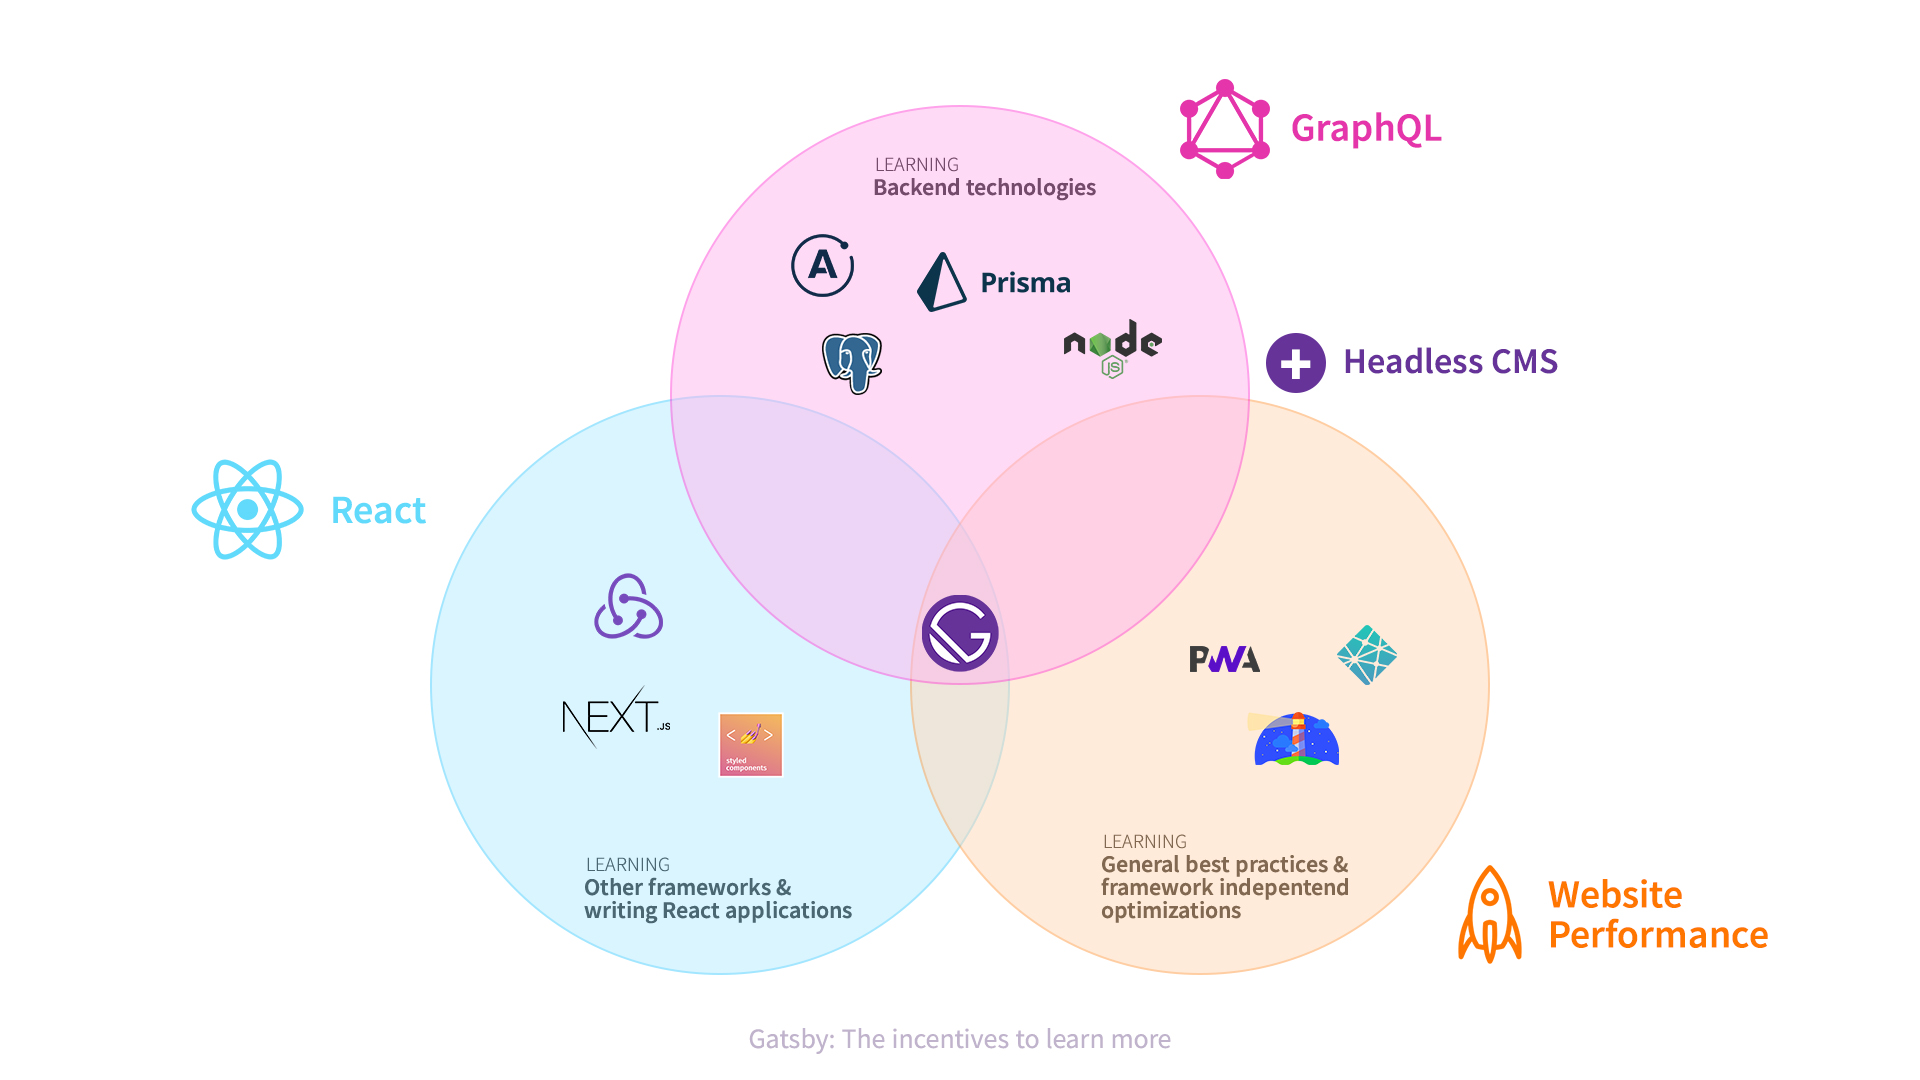 GraphQL
LEARNING
Backend technologies
A
Prisma
node
JS
Headless CMS
React
PWA
NEXT.JS
< >
styled
components
LEARNING
Other frameworks &
writing React applications
LEARNING
General best practices &
framework indepentend
optimizations
Website
Performance
Gatsby: The incentives to learn more